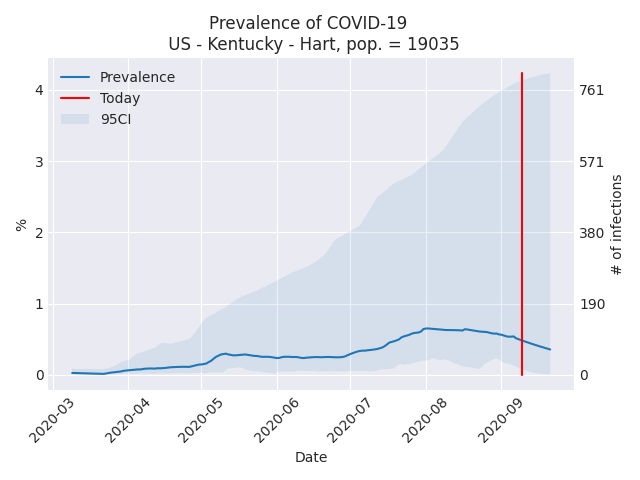 Prevalence of COVID-19
US - Kentucky - Hart, pop. = 19035
Prevalence
Today
95CI
4
3
2
1
0
%
761
571
380
190
0
# of infections
2020-03
2020-04
2020-05
2020-06
2020-07
2020-08
2020-09
Date